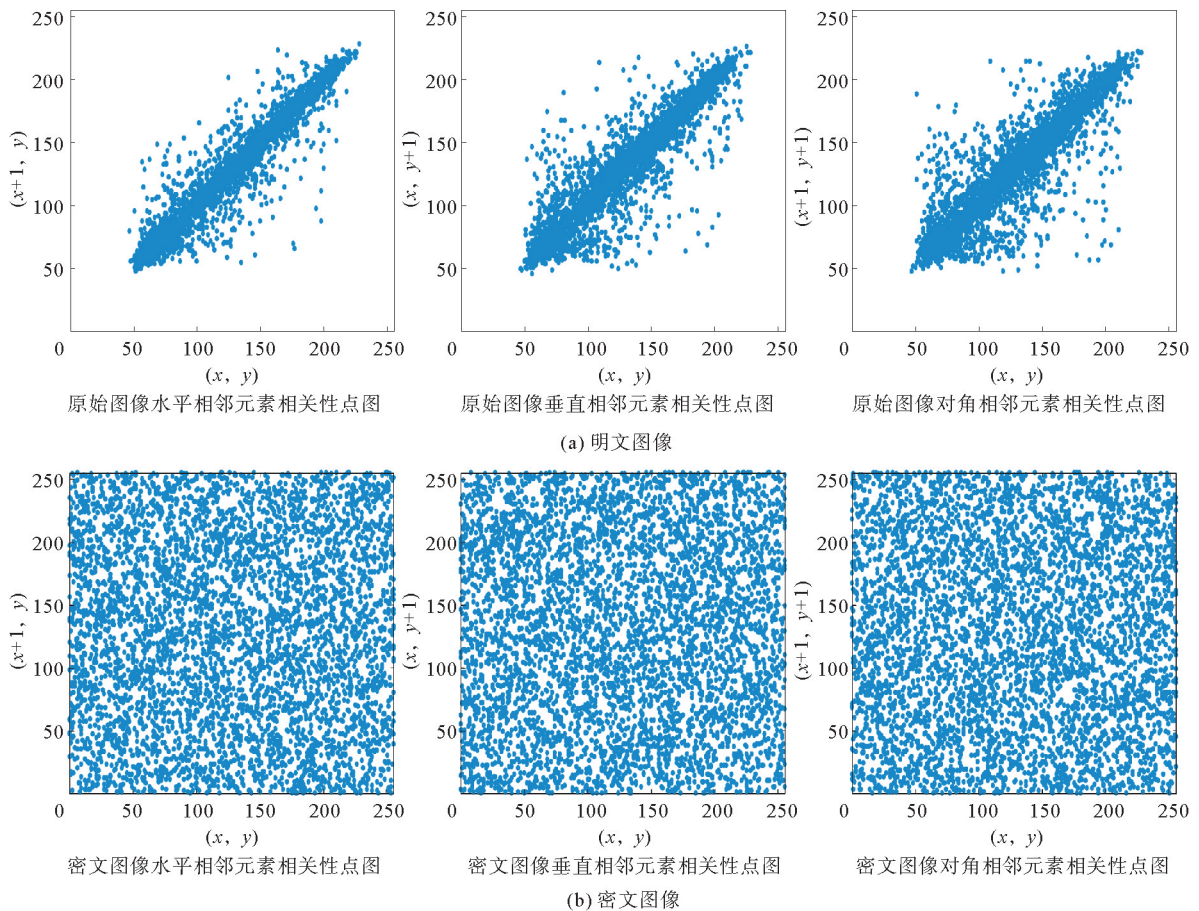 250
200
150
100
50
0 50 100 150 200 250
(x+1, y)
(x, y)
原始图像水平相邻元素相关性点图
250
200
150
100
50
0 50 100 150 200 250
(x, y+1)
(x, y)
原始图像垂直相邻元素相关性点图
250
200
150
100
50
0 50 100 150 200 250
(x+1, y+1)
(x, y)
原始图像对角相邻元素相关性点图
(a) 明文图像
250
200
150
100
50
0 50 100 150 200 250
(x+1, y)
(x, y)
密文图像水平相邻元素相关性点图
250
200
150
100
50
0 50 100 150 200 250
(x, y+1)
(x, y)
密文图像垂直相邻元素相关性点图
250
200
150
100
50
0 50 100 150 200 250
(x+1, y+1)
(x, y)
密文图像对角相邻元素相关性点图
(b) 密文图像